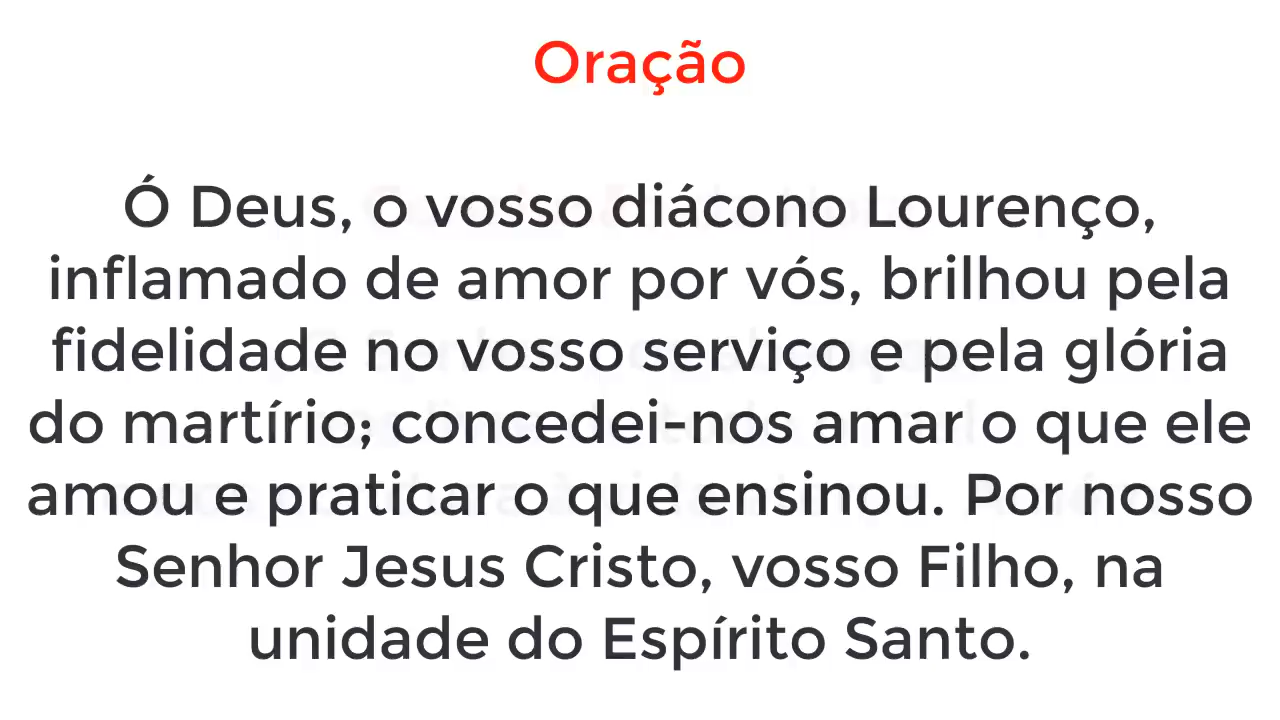 Oração
Ó Deus, o vosso diácono Lourenço,
inflamado de amor por vós, brilhou pela
fidelidade no vosso serviço e pela glória
do martírio; concedei-nos amar o que ele
amou e praticar o que ensinou. Por nosso
Senhor Jesus Cristo, vosso Filho, na
unidade do Espírito Santo.